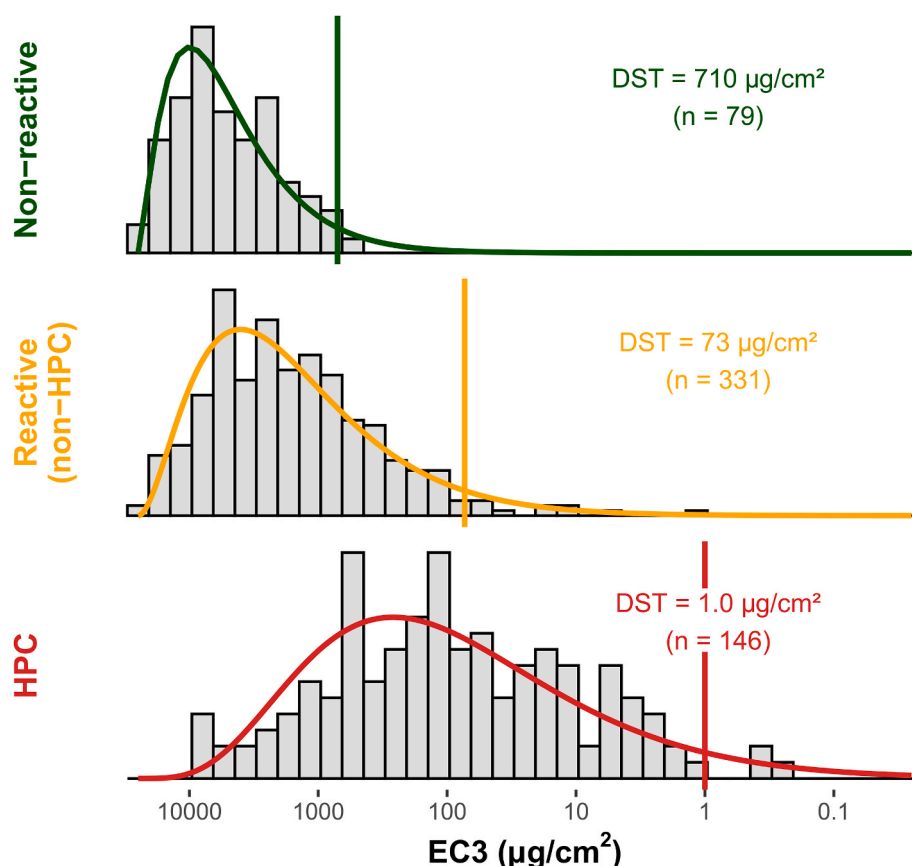 Non−reactive
DST = 710 µg/cm²
(n = 79)
Reactive
(non−HPC)
DST = 73 µg/cm²
(n = 331)
HPC
DST = 1.0 µg/cm²
(n = 146)
10000 1000 100 10 1 0.1
EC3 (µg/cm²)